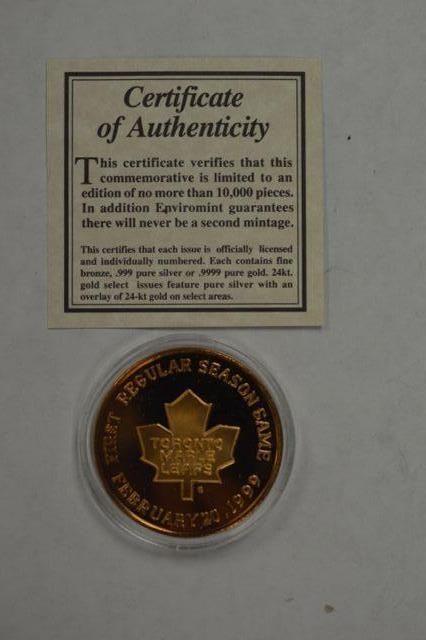 Certificate
of Authenticity
This certificate verifies that this
commemorative is limited to an
edition of no more than 10,000 pieces.
In addition Enviromint guarantees
there will never be a second mintage.
This certifies that each issue is officially licensed
and individually numbered. Each contains fine
bronze, .999 pure silver or .9999 pure gold. 24kt.
gold select issues feature pure silver with an
overlay of 24-kt gold on select areas.
FIRST REGULAR SEASON GAME
TORONTO
MAPLE
LEAFS
FEBRUARY 20, 1999